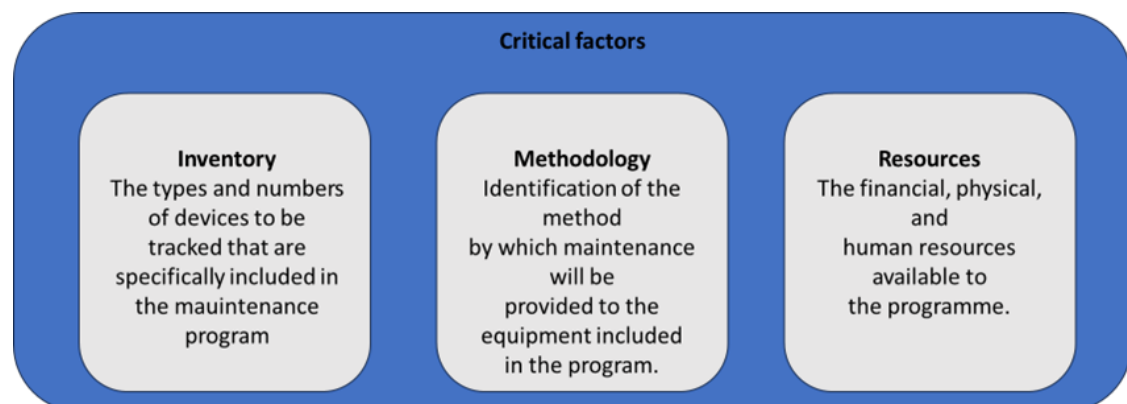 Critical factors
Inventory
The types and numbers
of devices to be
tracked that are
specifically included in
the mauintenance
program
Methodology
Identification of the
method
by which maintenance
will be
provided to the
equipment included
in the program.
Resources
The financial, physical,
and
human resources
available to
the programme.